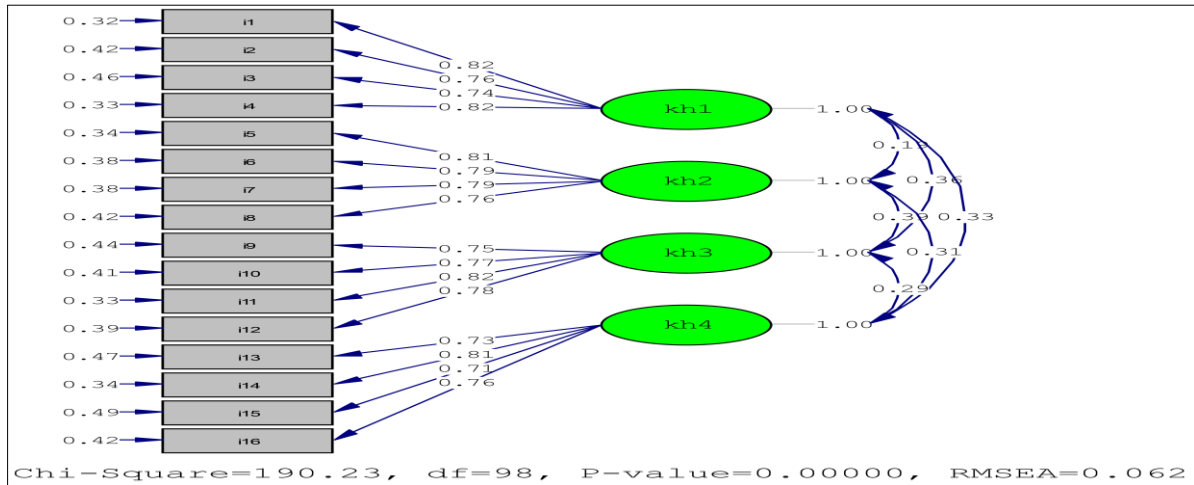 0.32 i1
0.42 i2
0.46 i3
0.33 i4
0.34 i5
0.38 i6
0.38 i7
0.42 i8
0.44 i9
0.41 i10
0.33 i11
0.39 i12
0.47 i13
0.34 i14
0.49 i15
0.42 i16
0.82
0.76
0.74
0.82
0.81
0.79
0.79
0.76
0.75
0.77
0.82
0.78
0.73
0.81
0.71
0.76
kh1 1.00
kh2 1.00
kh3 1.00
kh4 1.00
0.36
0.39 0.33
0.31
0.29
Chi-Square=190.23, df=98, P-value=0.00000, RMSEA=0.062